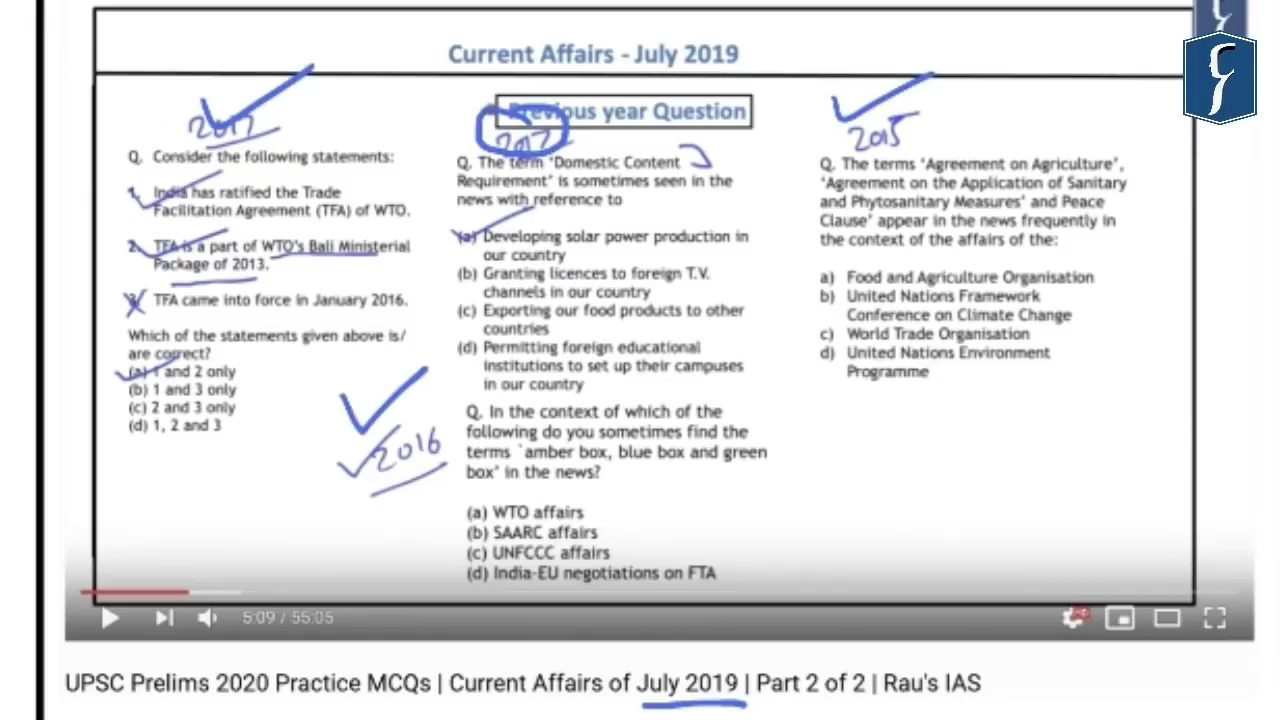 Current Affairs - July 2019
Previous year Question
2017
Q. Consider the following statements:
1. India has ratified the Trade
Facilitation Agreement (TFA) of WTO.
2. TFA is a part of WTO's Bali Ministerial
Package of 2013.
3. TFA came into force in January 2016.
Which of the statements given above is/
are correct?
(a) 1 and 2 only
(b) 1 and 3 only
(c) 2 and 3 only
(d) 1, 2 and 3
2017
Q. The term 'Domestic Content
Requirement' is sometimes seen in the
news with reference to
(a) Developing solar power production in
our country
(b) Granting licences to foreign T.V.
channels in our country
(c) Exporting our food products to other
countries
(d) Permitting foreign educational
institutions to set up their campuses
in our country
2016
Q. In the context of which of the
following do you sometimes find the
terms `amber box, blue box and green
box' in the news?
(a) WTO affairs
(b) SAARC affairs
(c) UNFCCC affairs
(d) India-EU negotiations on FTA
2015
Q. The terms 'Agreement on Agriculture',
'Agreement on the Application of Sanitary
and Phytosanitary Measures' and Peace
Clause' appear in the news frequently in
the context of the affairs of the:
a) Food and Agriculture Organisation
b) United Nations Framework
Conference on Climate Change
c) World Trade Organisation
d) United Nations Environment
Programme
5:09 / 55:05
UPSC Prelims 2020 Practice MCQs | Current Affairs of July 2019 | Part 2 of 2 | Rau's IAS